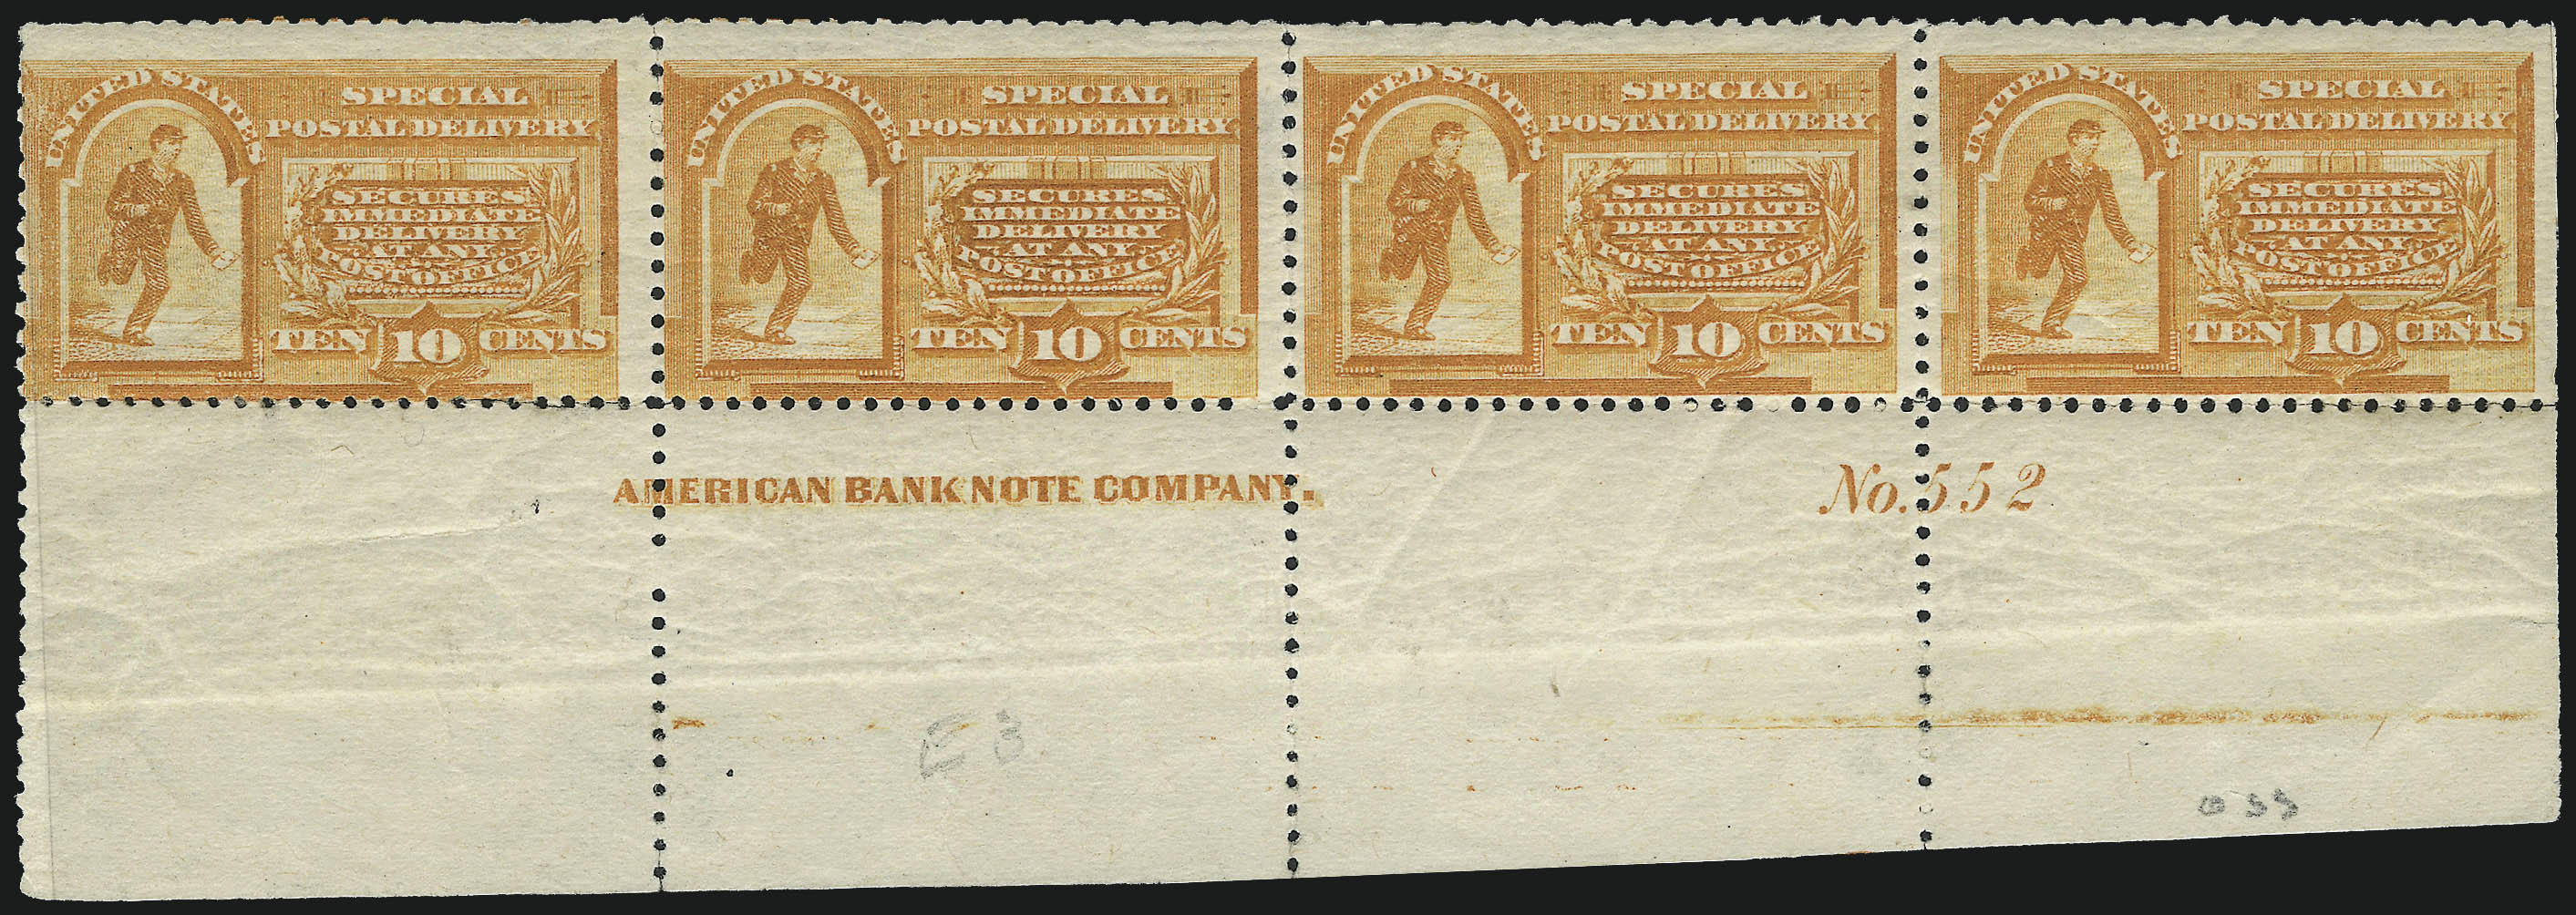 UNITED STATES
SPECIAL
POSTAL DELIVERY
SECURES
IMMEDIATE
DELIVERY
AT ANY
POST OFFICE
TEN 10 CENTS
UNITED STATES
SPECIAL
POSTAL DELIVERY
SECURES
IMMEDIATE
DELIVERY
AT ANY
POST OFFICE
TEN 10 CENTS
UNITED STATES
SPECIAL
POSTAL DELIVERY
SECURES
IMMEDIATE
DELIVERY
AT ANY
POST OFFICE
TEN 10 CENTS
UNITED STATES
SPECIAL
POSTAL DELIVERY
SECURES
IMMEDIATE
DELIVERY
AT ANY
POST OFFICE
TEN 10 CENTS
AMERICAN BANK NOTE COMPANY.
No. 552
E3